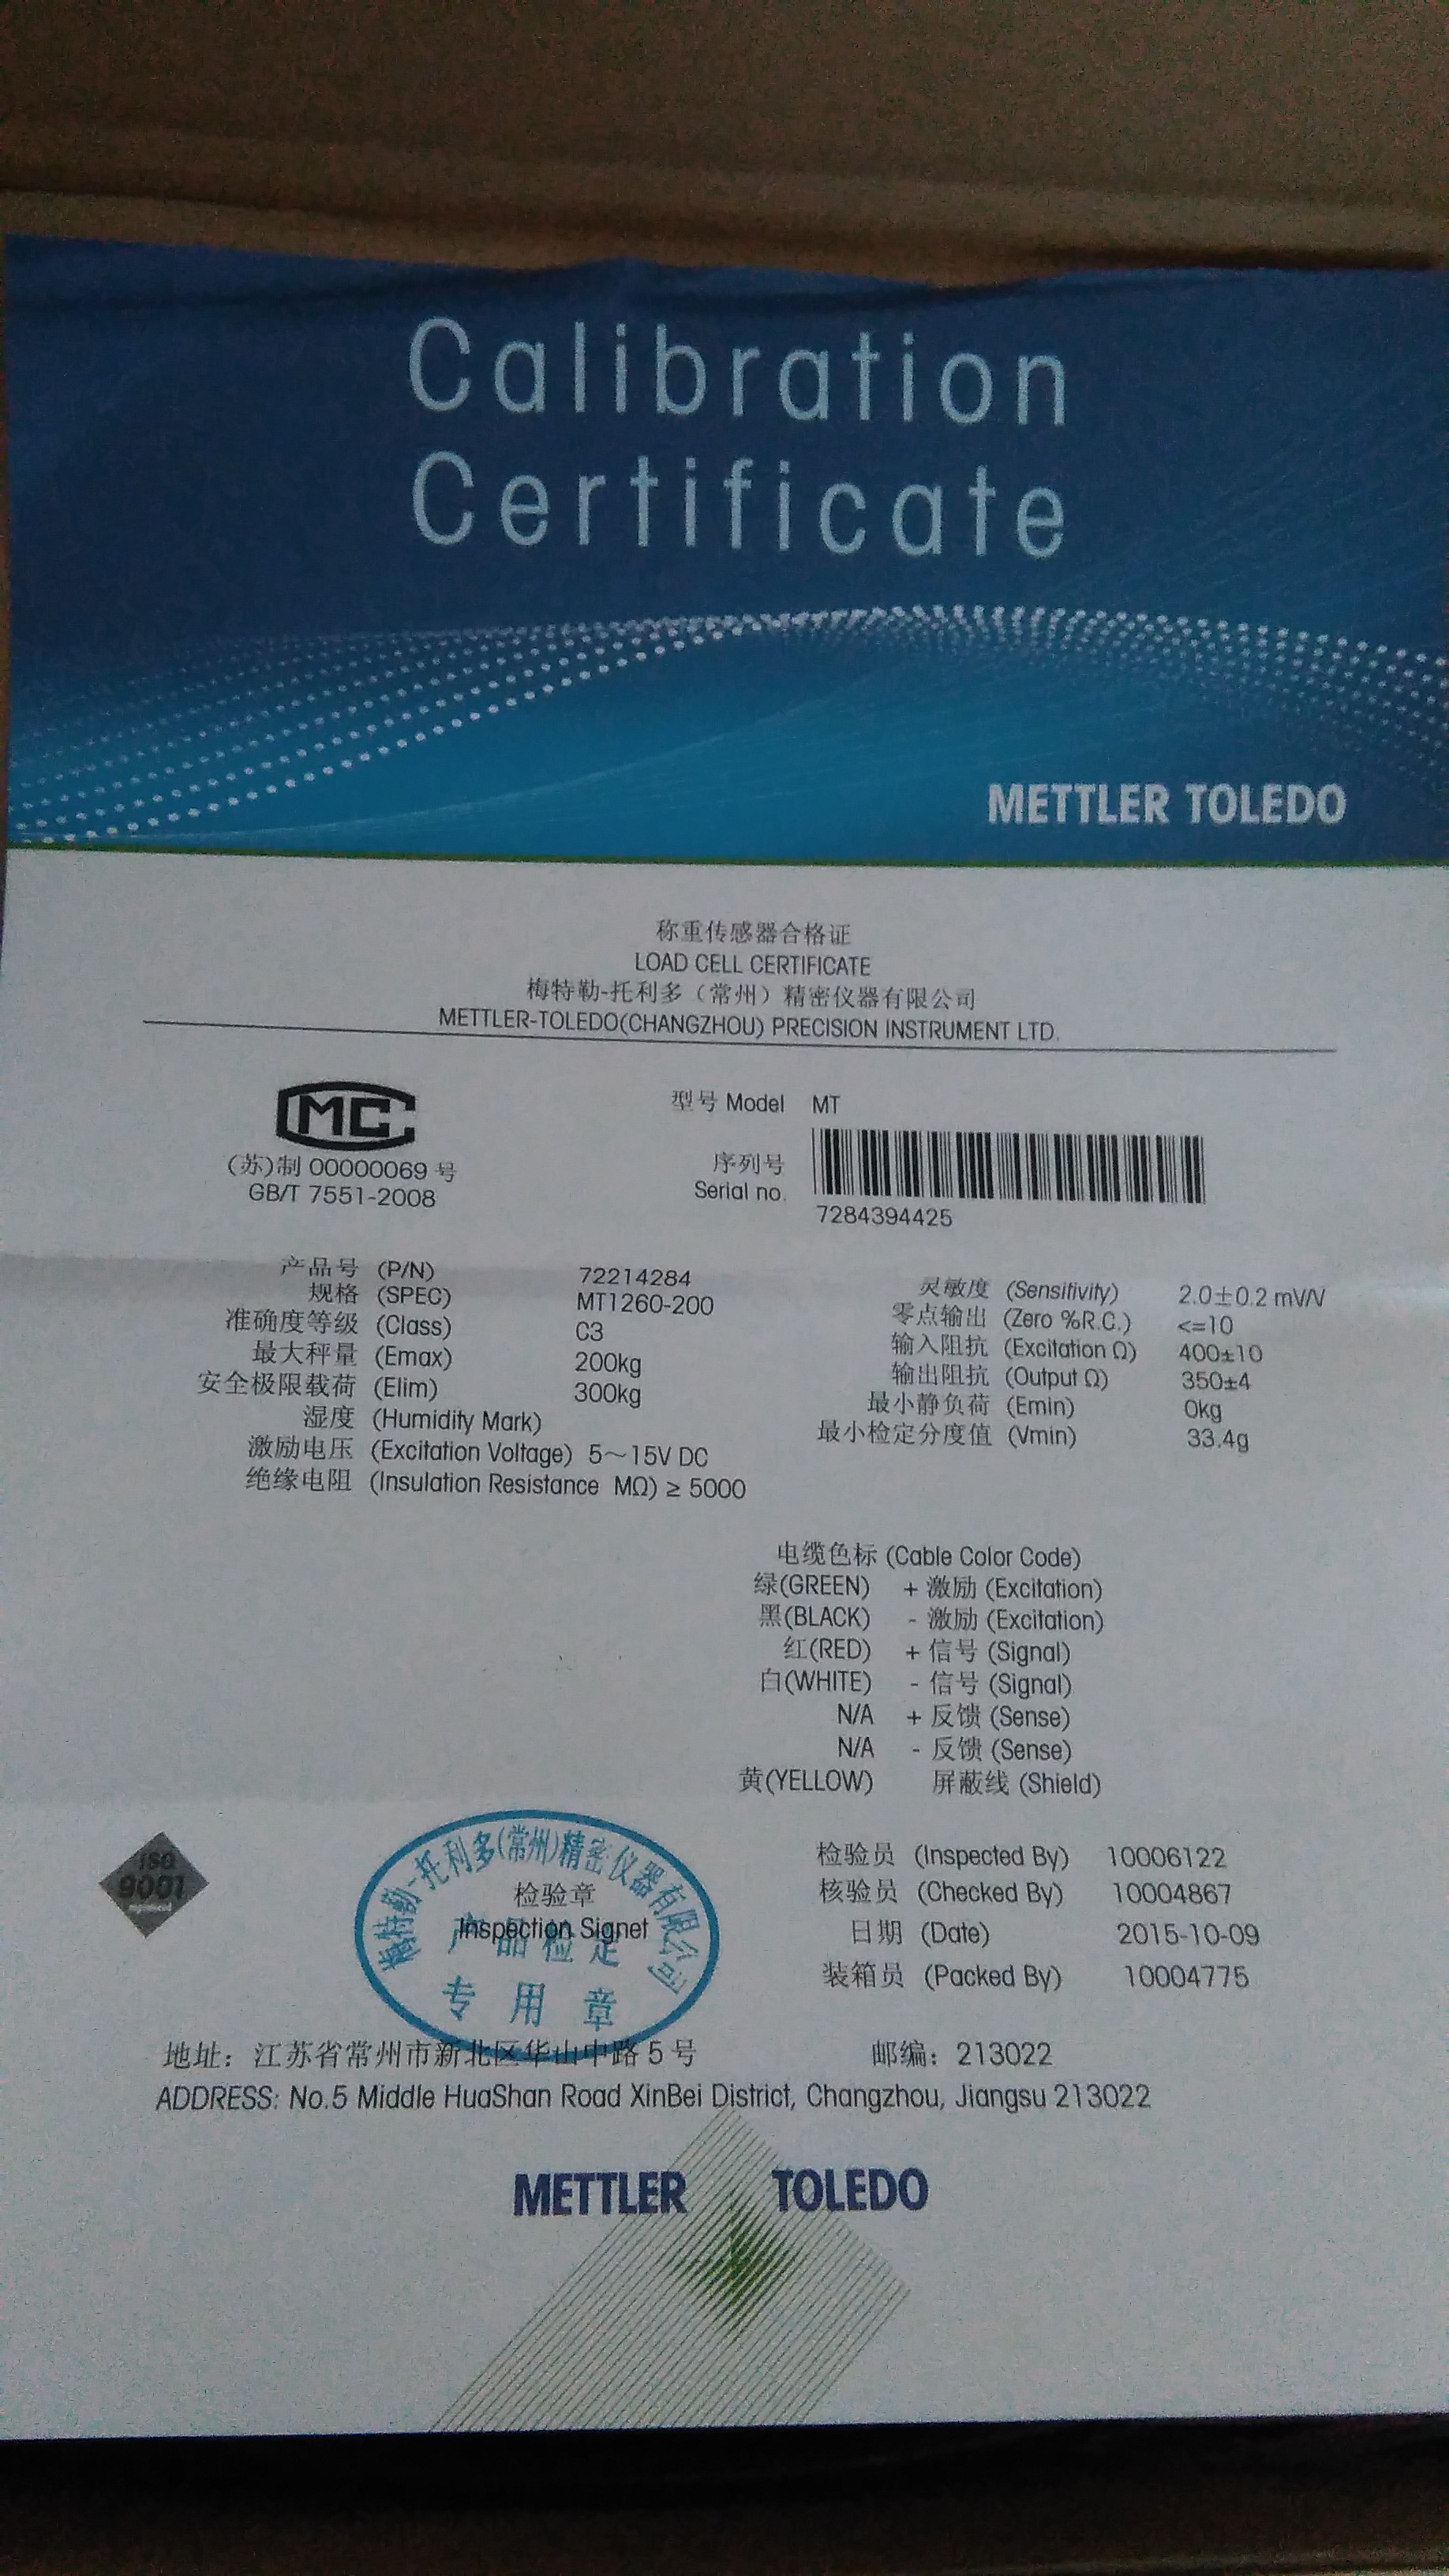 Calibration
Certificate
METTLER TOLEDO
称重传感器合格证
LOAD CELL CERTIFICATE
梅特勒-托利多（常州）精密仪器有限公司
METTLER-TOLEDO(CHANGZHOU) PRECISION INSTRUMENT LTD.
MC
(苏)制 00000069 号
GB/T 7551-2008
型号 Model MT
序列号
Serial no.
7284394425
产品号 (P/N) 72214284
规格 (SPEC) MT1260-200
准确度等级 (Class) C3
最大秤量 (Emax) 200kg
安全极限载荷 (Elim) 300kg
湿度 (Humidity Mark)
激励电压 (Excitation Voltage) 5～15V DC
绝缘电阻 (Insulation Resistance MΩ) ≥ 5000
灵敏度 (Sensitivity) 2.0±0.2 mV/V
零点输出 (Zero %R.C.) <=10
输入阻抗 (Excitation Ω) 400±10
输出阻抗 (Output Ω) 350±4
最小静负荷 (Emin) 0kg
最小检定分度值 (Vmin) 33.4g
电缆色标 (Cable Color Code)
绿(GREEN) + 激励 (Excitation)
黑(BLACK) - 激励 (Excitation)
红(RED) + 信号 (Signal)
白(WHITE) - 信号 (Signal)
N/A + 反馈 (Sense)
N/A - 反馈 (Sense)
黄(YELLOW) 屏蔽线 (Shield)
ISO
9001
registered
梅特勒-托利多(常州)精密仪器有限公司
检验章
Inspection Signet
产品检定
专用章
检验员 (Inspected By) 10006122
核验员 (Checked By) 10004867
日期 (Date) 2015-10-09
装箱员 (Packed By) 10004775
地址：江苏省常州市新北区华山中路 5 号 邮编：213022
ADDRESS: No.5 Middle HuaShan Road XinBei District, Changzhou, Jiangsu 213022
METTLER TOLEDO